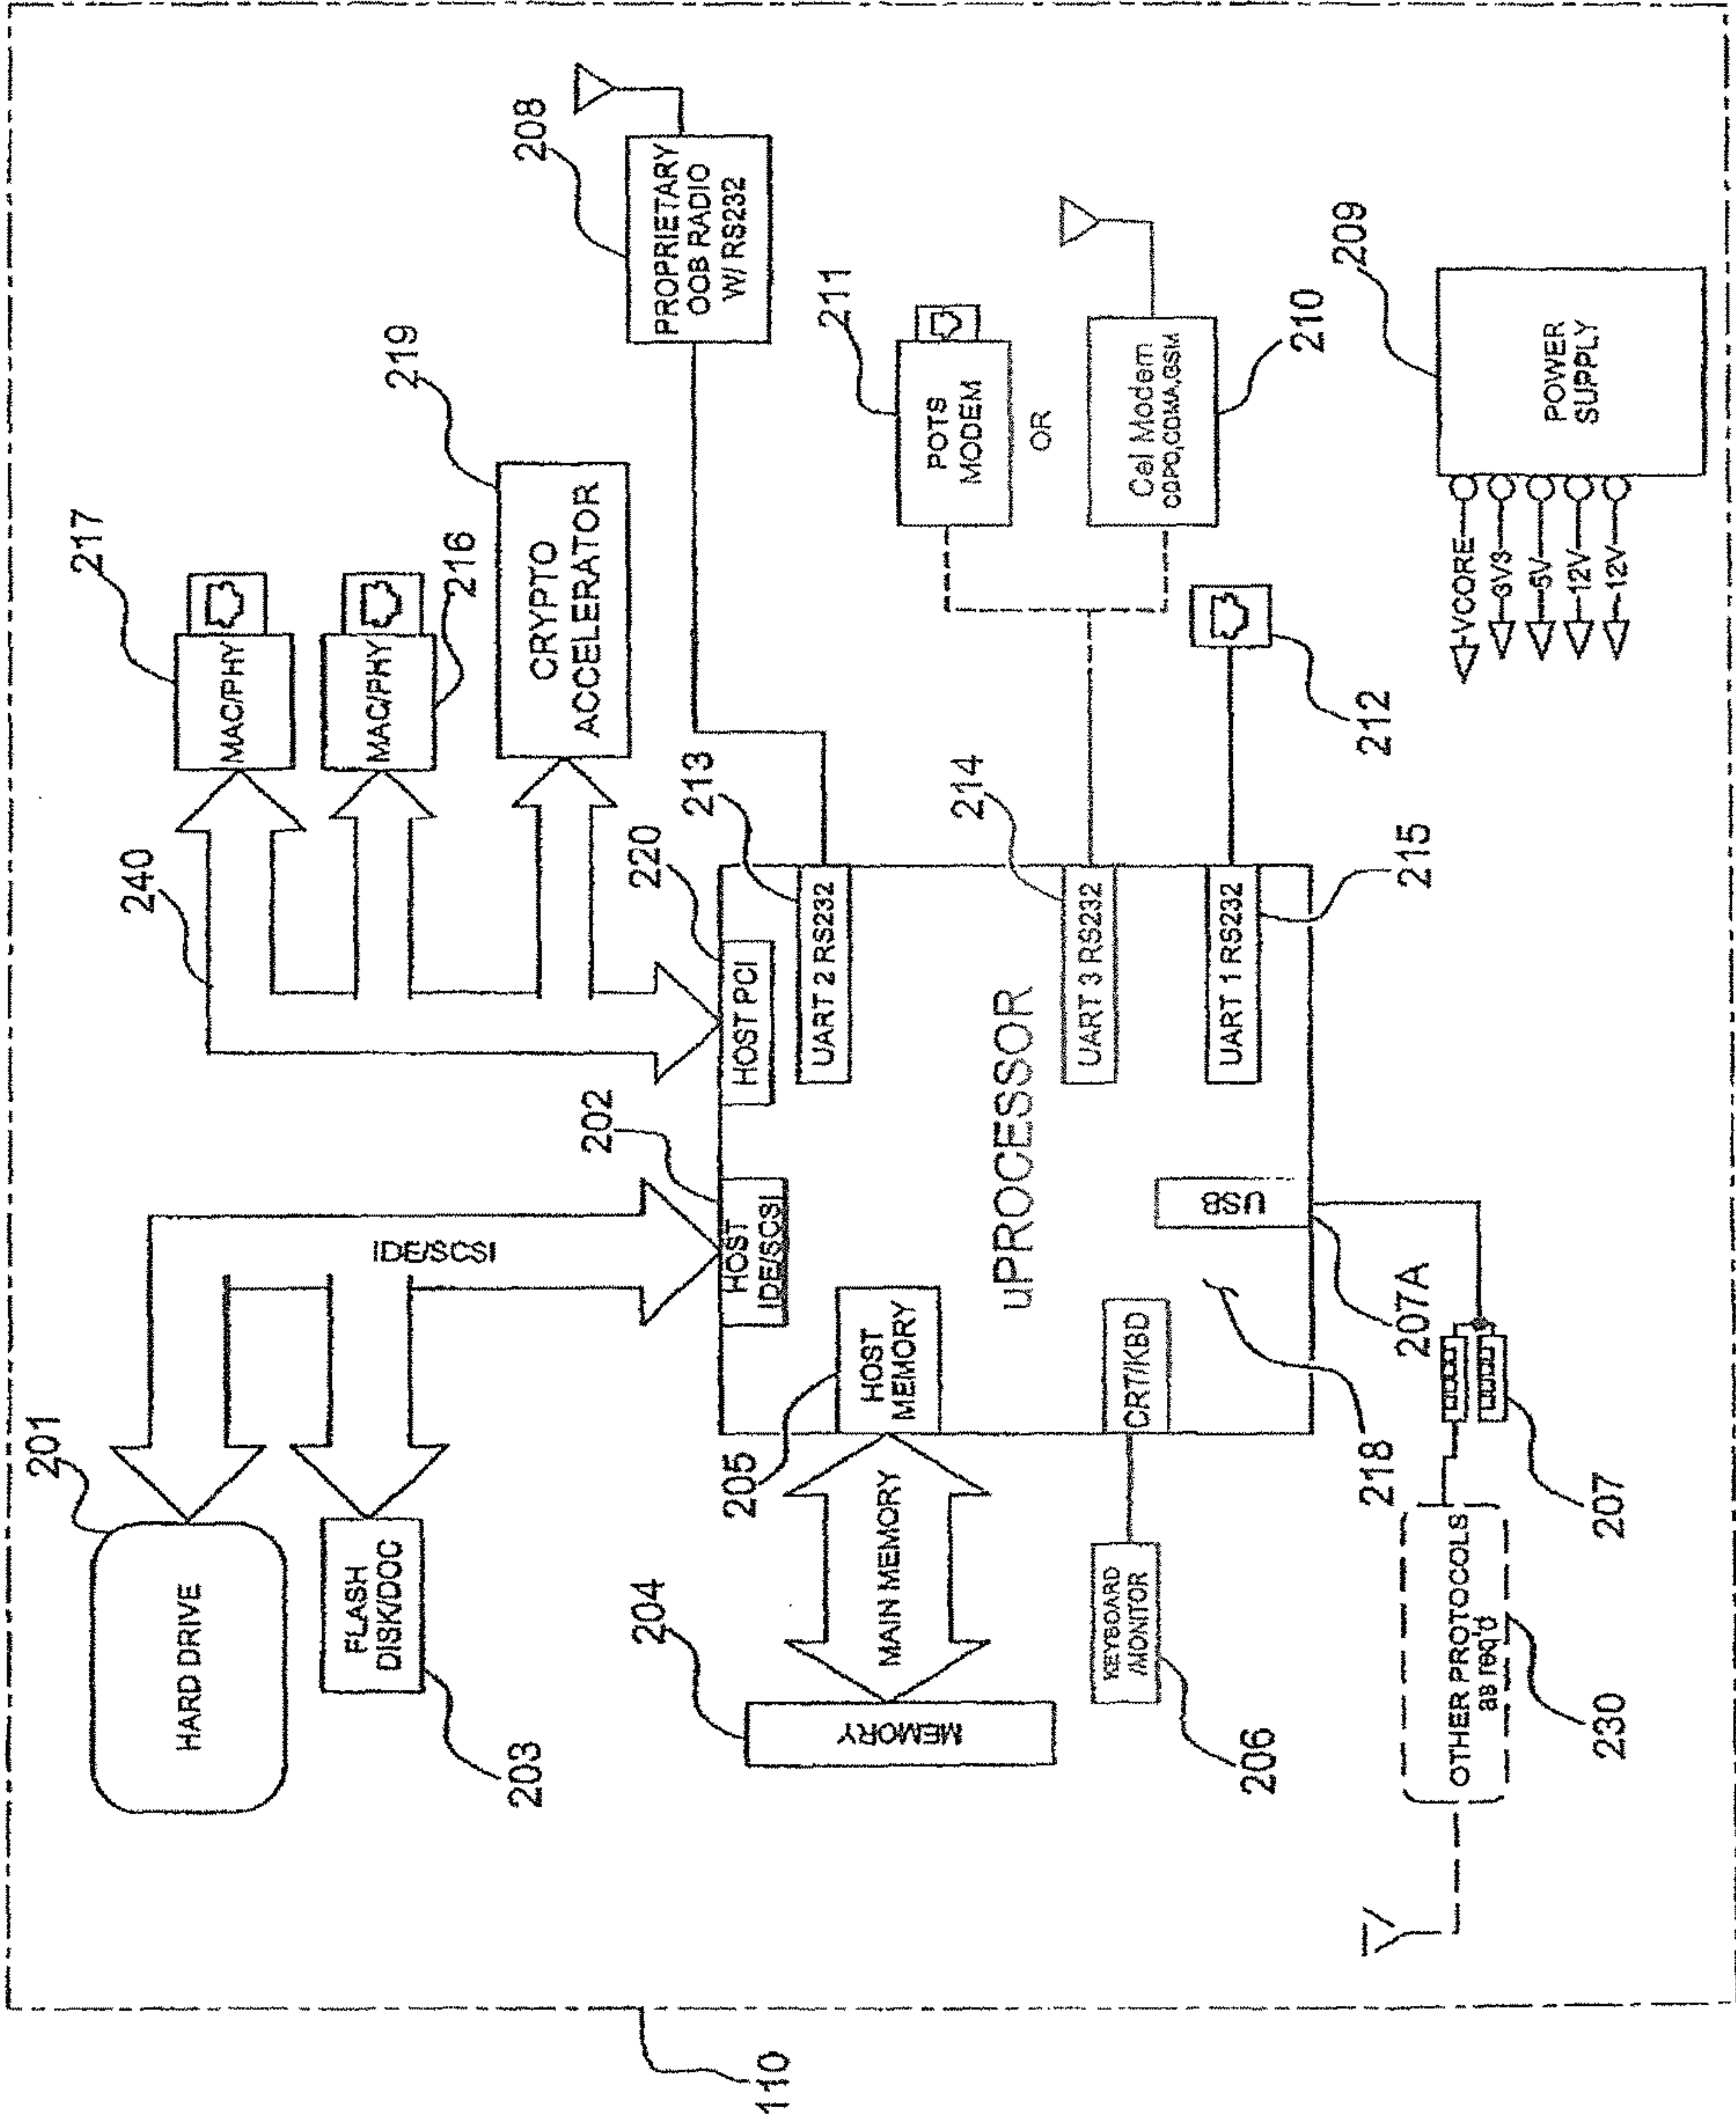 110
201
HARD DRIVE
203
FLASH
DISK/DOC
IDE/SCSI
240
217
MAC/PHY
MAC/PHY
216
219
CRYPTO
ACCELERATOR
208
PROPRIETARY
OOB RADIO
W/ RS232
202
HOST
IDE/SCSI
220
HOST PCI
213
UART 2 RS232
204
MEMORY
MAIN MEMORY
205
HOST
MEMORY
uPROCESSOR
214
UART 3 RS232
211
POTS
MODEM
OR
Cel Modem
CDPD,CDMA,GSM
210
206
KEYBOARD
/MONITOR
CRT/KBD
218
USB
207A
UART 1 RS232
215
212
230
OTHER PROTOCOLS
as req'd
207
209
POWER
SUPPLY
VCORE
3V3
5V
12V
-12V